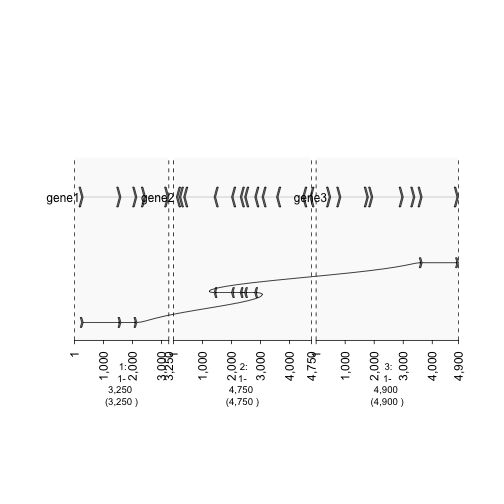 gene1 gene2 gene3
1 1,000 2,000 3,000 3,250 1 1,000 2,000 3,000 4,000 4,750 1 1,000 2,000 3,000 4,000 4,900
1: 2: 3:
1- 1- 1-
3,250 4,750 4,900
(3,250 ) (4,750 ) (4,900 )